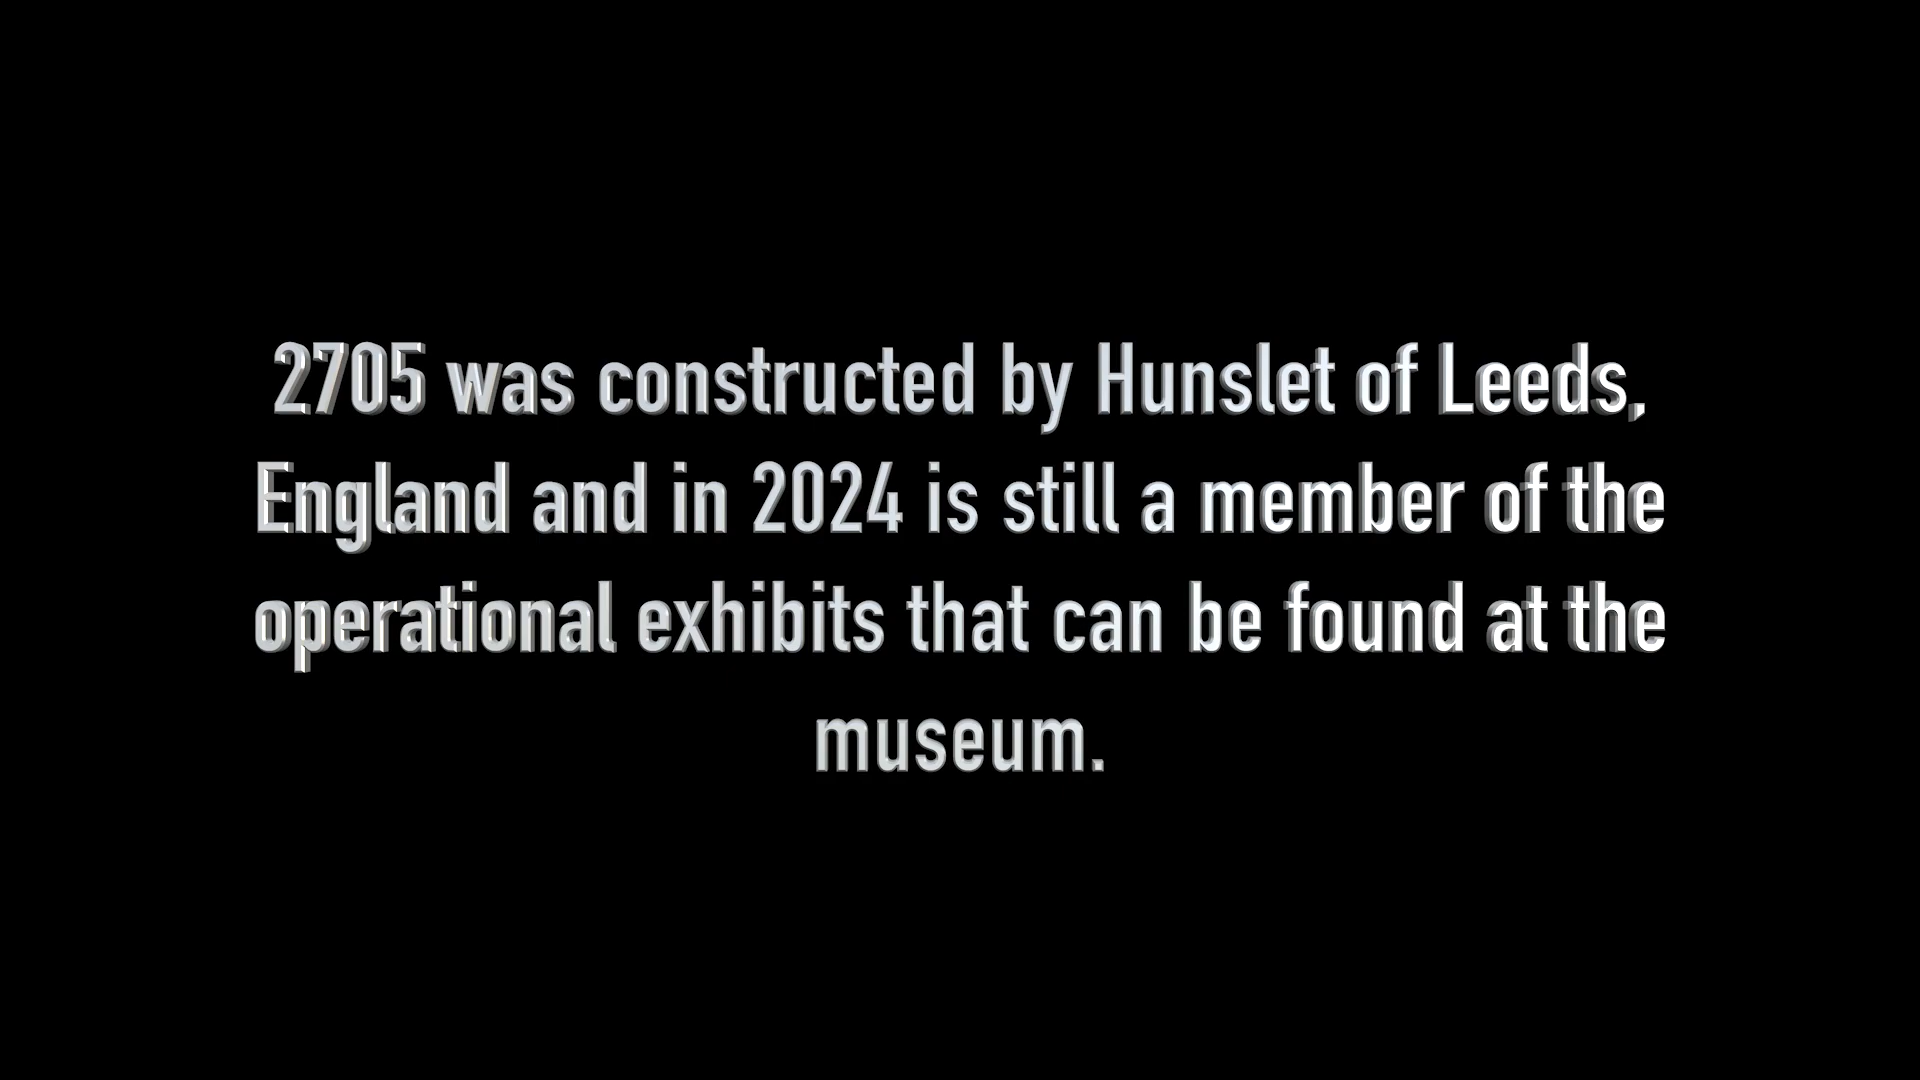 2705 was constructed by Hunslet of Leeds,
England and in 2024 is still a member of the
operational exhibits that can be found at the
museum.